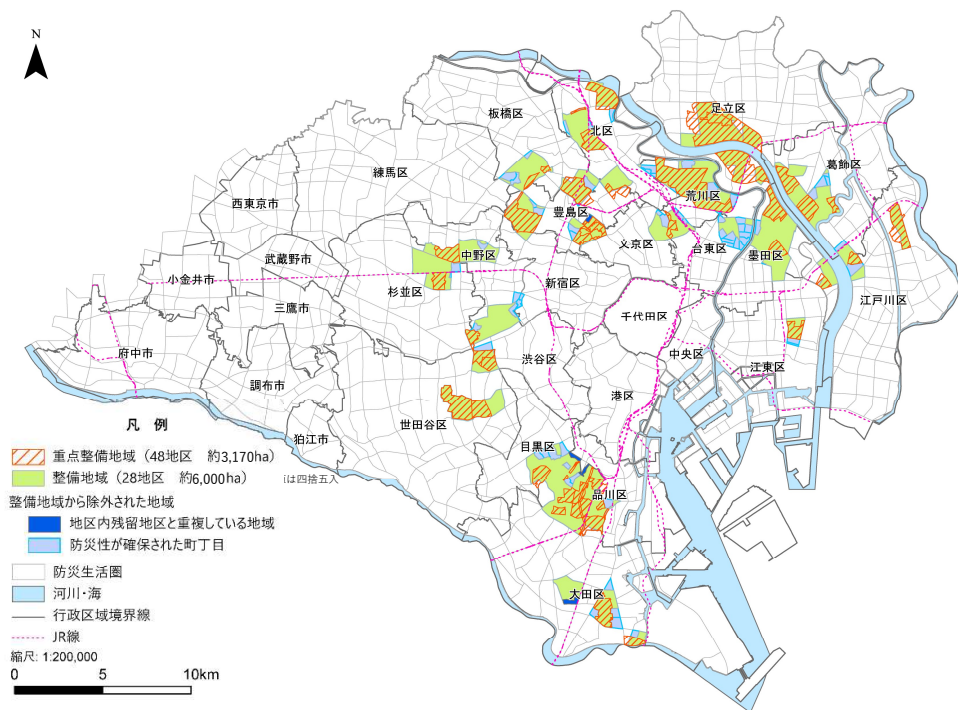 N
足立区
板橋区
北区
葛飾区
練馬区
荒川区
西東京市
豊島区
文京区
台東区
墨田区
武蔵野市
中野区
小金井市
新宿区
杉並区
三鷹市
江戸川区
千代田区
府中市
渋谷区
中央区
江東区
調布市
港区
世田谷区
狛江市
目黒区
品川区
大田区
凡 例
重点整備地域（48地区 約3,170ha）
整備地域（28地区 約6,000ha）
は四捨五入
整備地域から除外された地域
地区内残留地区と重複している地域
防災性が確保された町丁目
防災生活圏
河川・海
行政区域境界線
JR線
縮尺: 1:200,000
0 5 10km